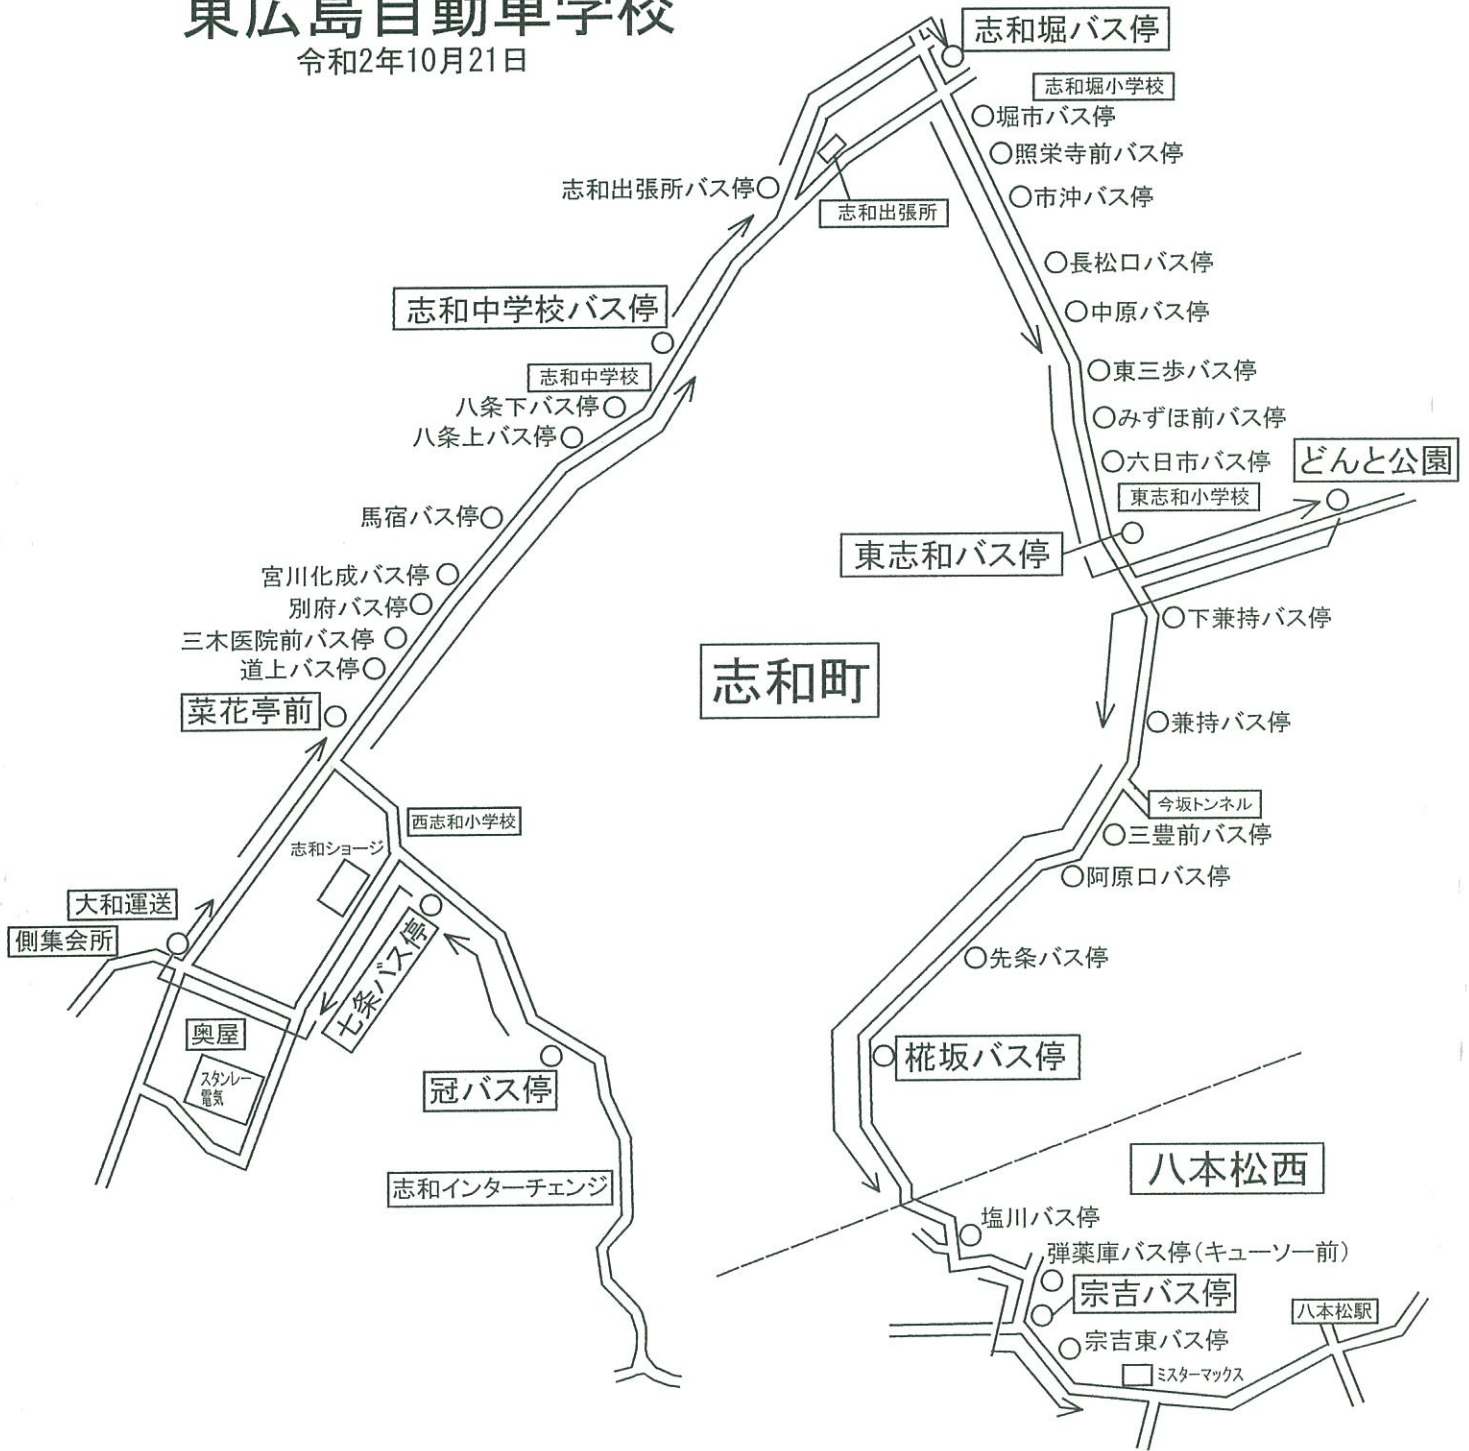 東広島自動車学校
令和2年10月21日
志和堀バス停
志和堀小学校
堀市バス停
照栄寺前バス停
志和出張所バス停
市沖バス停
志和出張所
長松口バス停
志和中学校バス停
中原バス停
志和中学校
東三歩バス停
八条下バス停
みずほ前バス停
八条上バス停
六日市バス停
どんと公園
東志和小学校
馬宿バス停
東志和バス停
宮川化成バス停
別府バス停
下兼持バス停
三木医院前バス停
道上バス停
志和町
菜花亭前
兼持バス停
今坂トンネル
西志和小学校
三豊前バス停
志和ショージ
阿原口バス停
大和運送
側集会所
先条バス停
七条バス停
奥屋
椛坂バス停
スタンレー
電気
冠バス停
八本松西
志和インターチェンジ
塩川バス停
弾薬庫バス停(キューソー前)
宗吉バス停
八本松駅
宗吉東バス停
ミスターマックス